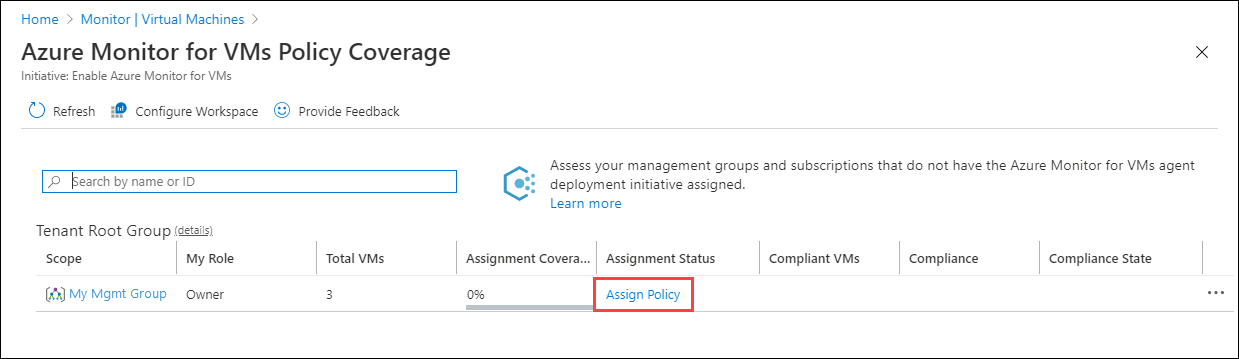 Home > Monitor | Virtual Machines >
Azure Monitor for VMs Policy Coverage
Initiative: Enable Azure Monitor for VMs
Refresh Configure Workspace Provide Feedback
Search by name or ID
Assess your management groups and subscriptions that do not have the Azure Monitor for VMs agent
deployment initiative assigned.
Learn more
Tenant Root Group (details)
Scope My Role Total VMs Assignment Covera... Assignment Status Compliant VMs Compliance Compliance State
My Mgmt Group Owner 3 0% Assign Policy ...